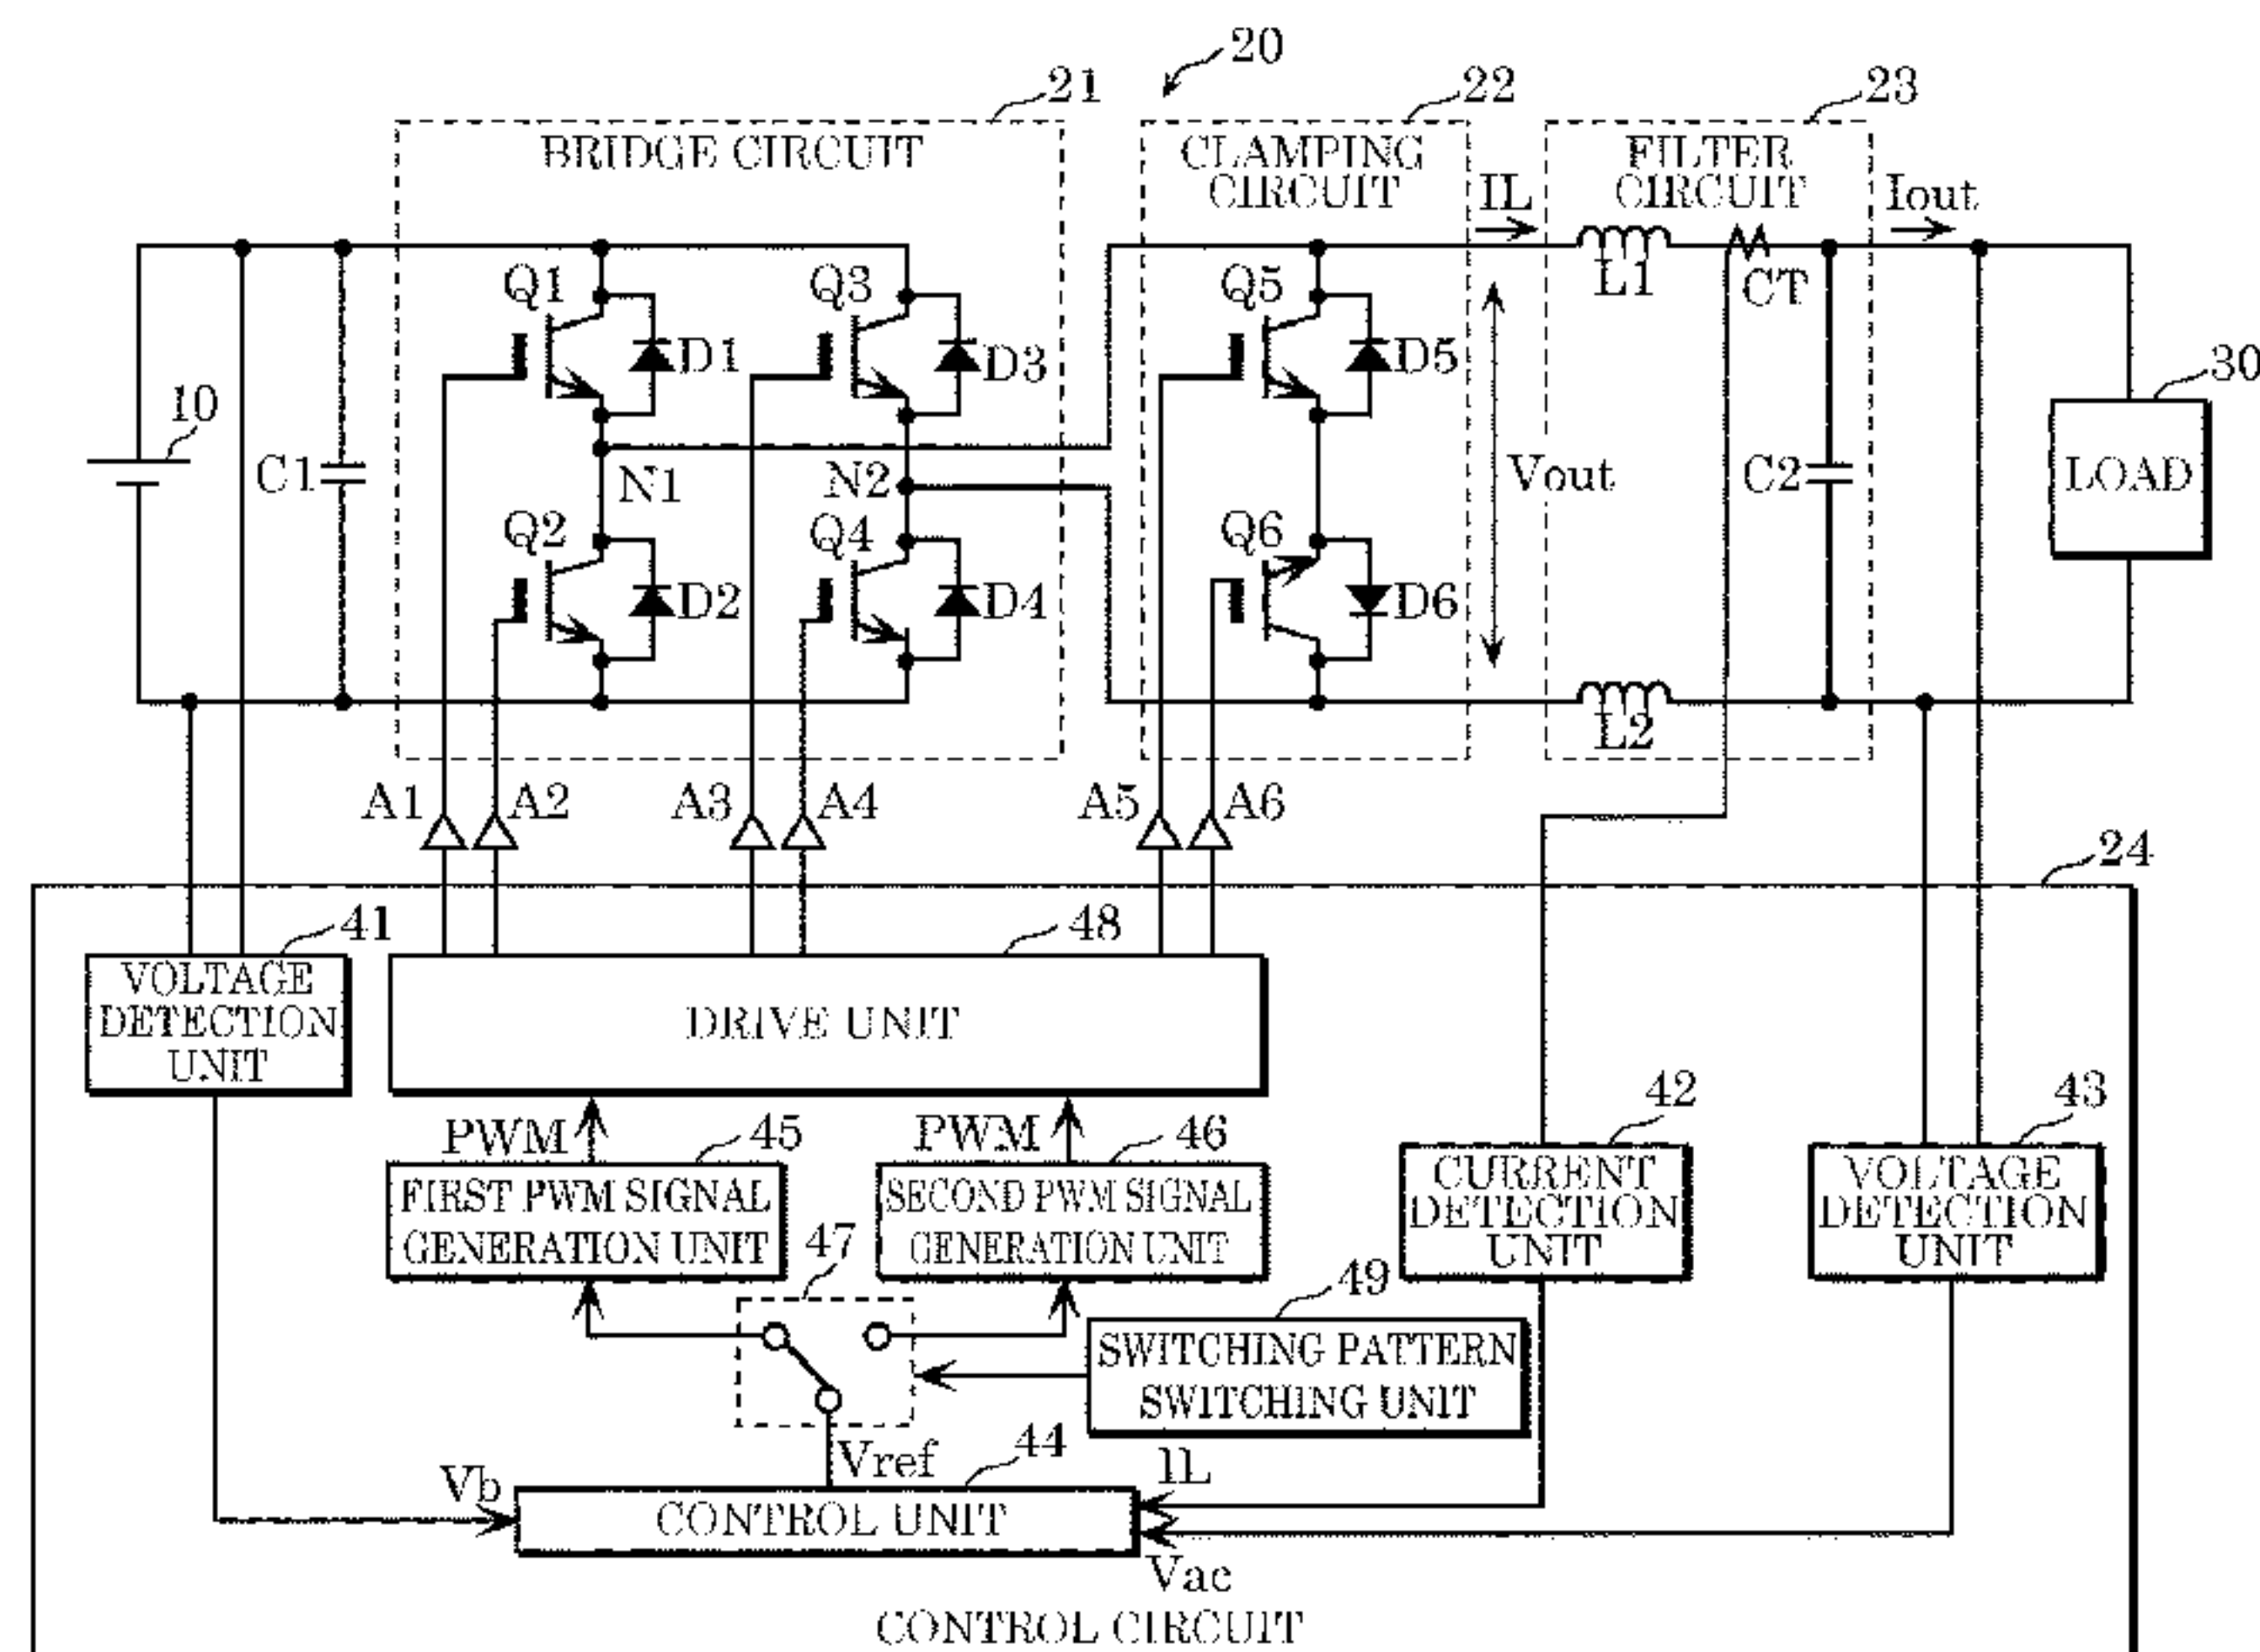 20
21
22
23
BRIDGE CIRCUIT
CLAMPING
CIRCUIT
FILTER
CIRCUIT
IL
Iout
Q1
Q3
Q5
L1
CT
D1
D3
D5
30
10
C1
N1
N2
Vout
C2
LOAD
Q2
Q4
Q6
D2
D4
D6
L2
A1
A2
A3
A4
A5
A6
24
41
48
VOLTAGE
DETECTION
UNIT
DRIVE UNIT
42
43
PWM
45
PWM
46
FIRST PWM SIGNAL
GENERATION UNIT
SECOND PWM SIGNAL
GENERATION UNIT
CURRENT
DETECTION
UNIT
VOLTAGE
DETECTION
UNIT
47
49
SWITCHING PATTERN
SWITCHING UNIT
Vref
44
IL
Vb
CONTROL UNIT
Vac
CONTROL CIRCUIT